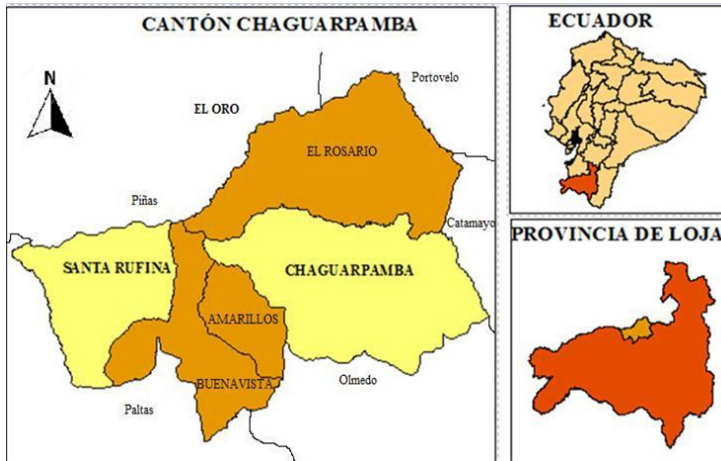 CANTÓN CHAGUARPAMBA
N
Portovelo
EL ORO
EL ROSARIO
Piñas
Catamayo
SANTA RUFINA
CHAGUARPAMBA
AMARILLOS
BUENAVISTA
Olmedo
Paltas
ECUADOR
PROVINCIA DE LOJA